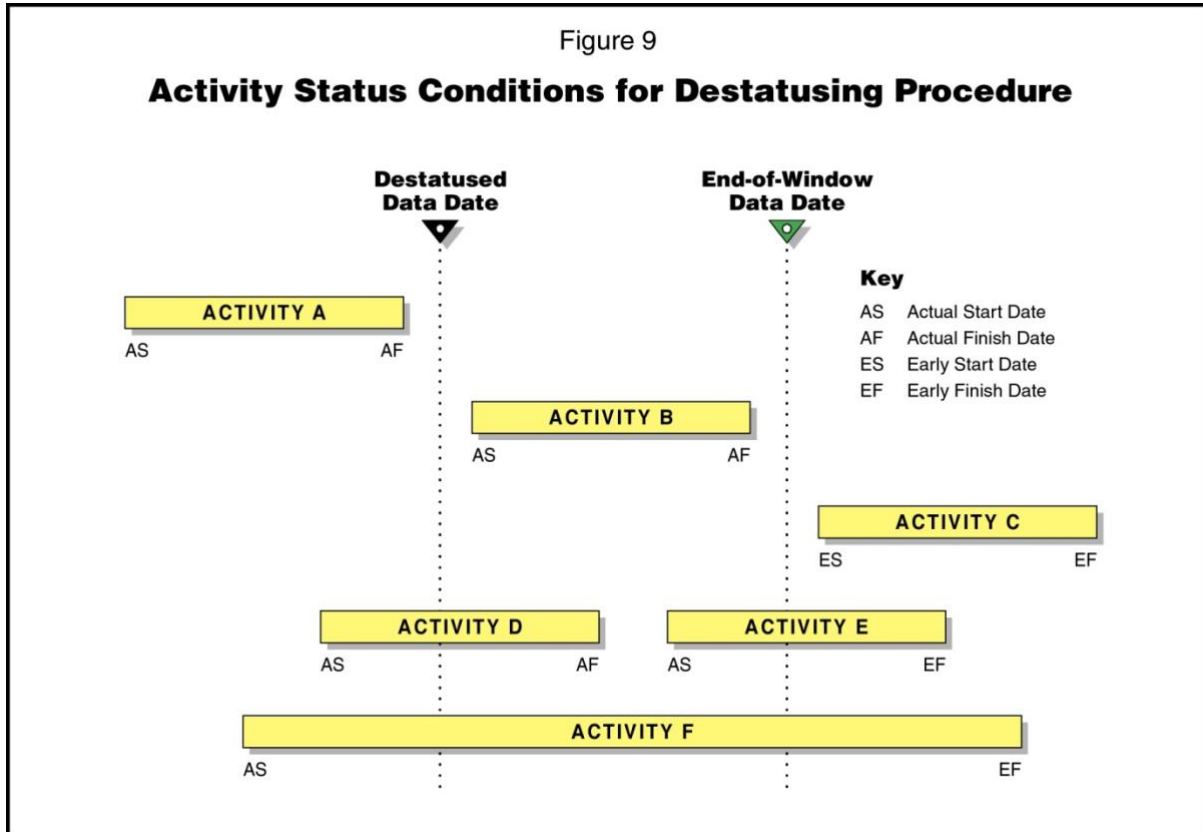 Figure 9
Activity Status Conditions for Destatusing Procedure
Destatused
Data Date
End-of-Window
Data Date
Key
AS Actual Start Date
AF Actual Finish Date
ES Early Start Date
EF Early Finish Date
ACTIVITY A
AS AF
ACTIVITY B
AS AF
ACTIVITY C
ES EF
ACTIVITY D
AS AF
ACTIVITY E
AS EF
ACTIVITY F
AS EF